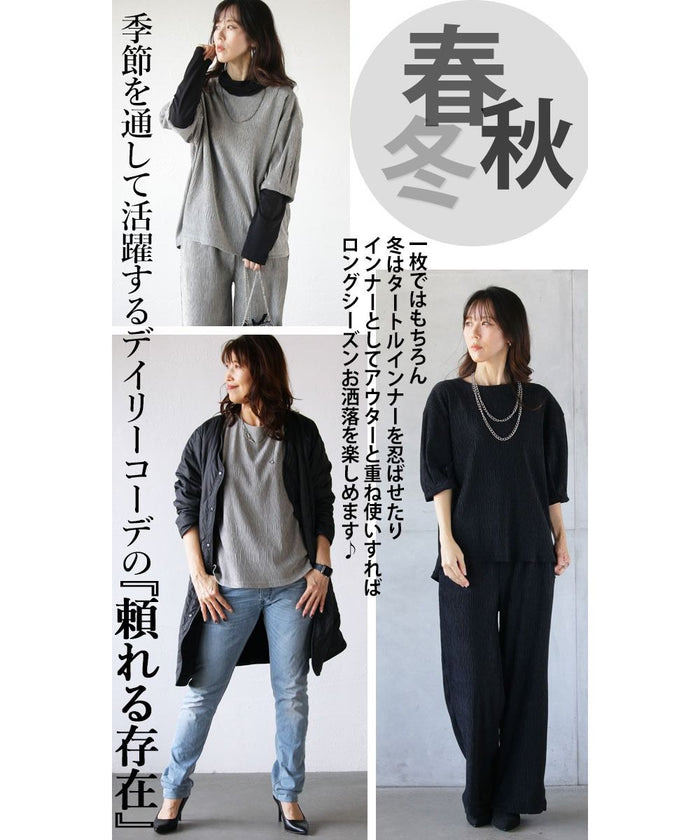 春
秋
冬
一枚ではもちろん
冬はタートルインナーを忍ばせたり
インナーとしてアウターと重ね使いすれば
ロングシーズンお洒落を楽しめます♪
季節を通して活躍するデイリーコーデの『頼れる存在』